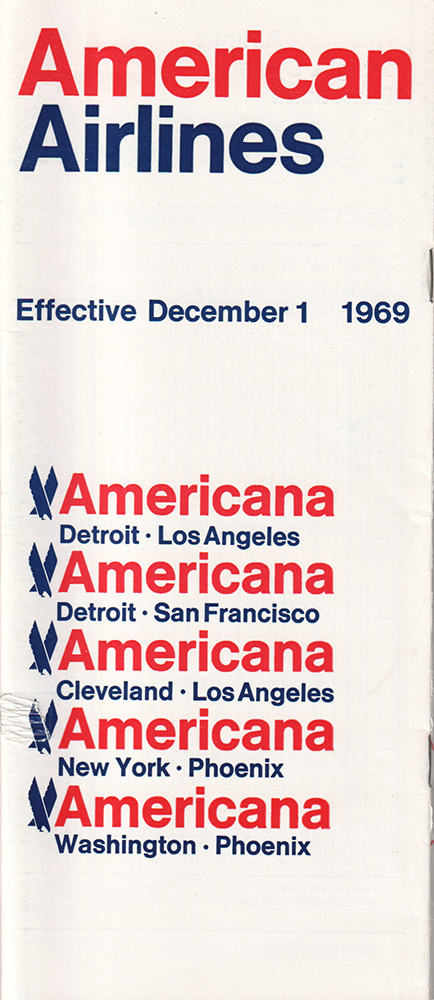 American
Airlines
Effective December 1 1969
Americana
Detroit · Los Angeles
Americana
Detroit · San Francisco
Americana
Cleveland · Los Angeles
Americana
New York · Phoenix
Americana
Washington · Phoenix